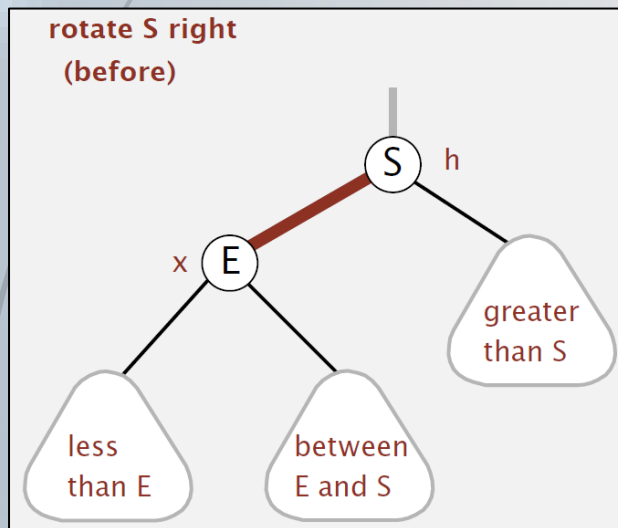 rotate S right
(before)
S
h
x
E
greater
than S
less
than E
between
E and S